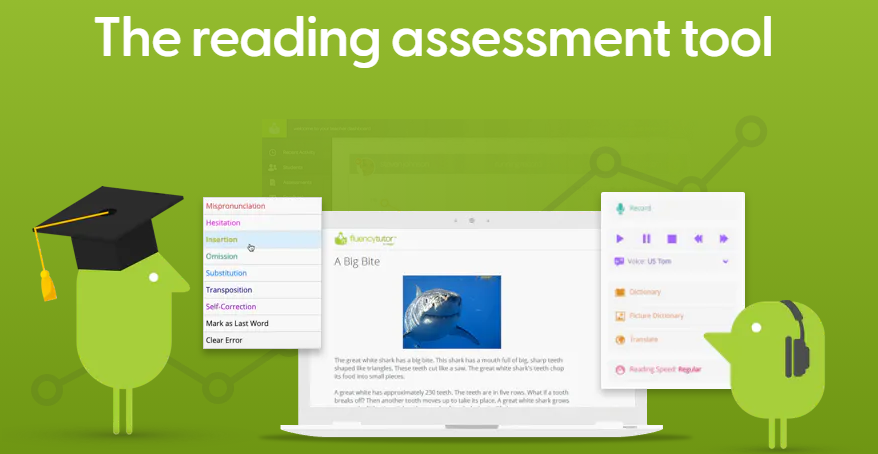 The reading assessment tool
Mispronunciation
Hesitation
Insertion
Omission
Substitution
Transposition
Self-Correction
Mark as Last Word
Clear Error
fluencytutor™
A Big Bite
The great white shark has a big bite. This shark has a mouth full of big, sharp teeth
shaped like triangles. These teeth cut like a saw. The great white shark's teeth chop
its food into small pieces.
A great white has approximately 250 teeth. The teeth are in five rows. What if a tooth
breaks off? Then another tooth moves up to take its place. A great white shark grows
Record
Voice: US Tom
Dictionary
Picture Dictionary
Translate
Reading Speed: Regular